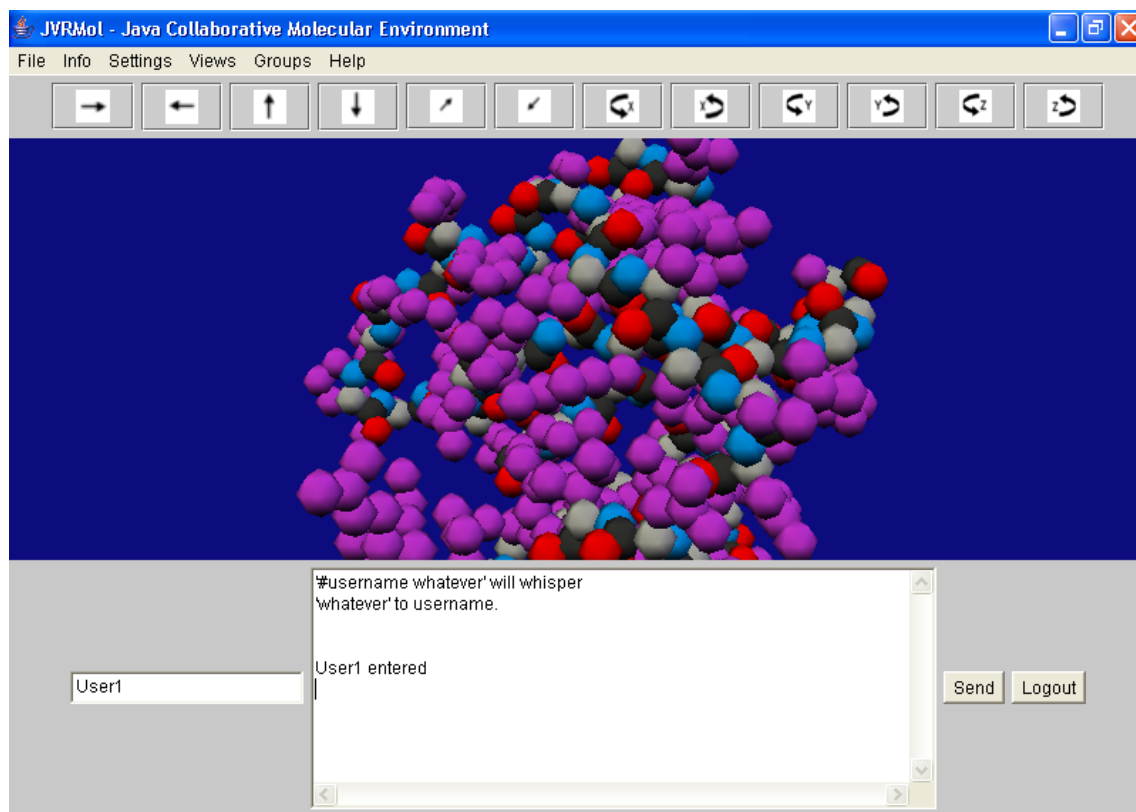 JVRMol - Java Collaborative Molecular Environment
File Info Settings Views Groups Help
X X Y Y Z Z
'#username whatever' will whisper
'whatever' to username.
User1 entered
User1
Send Logout